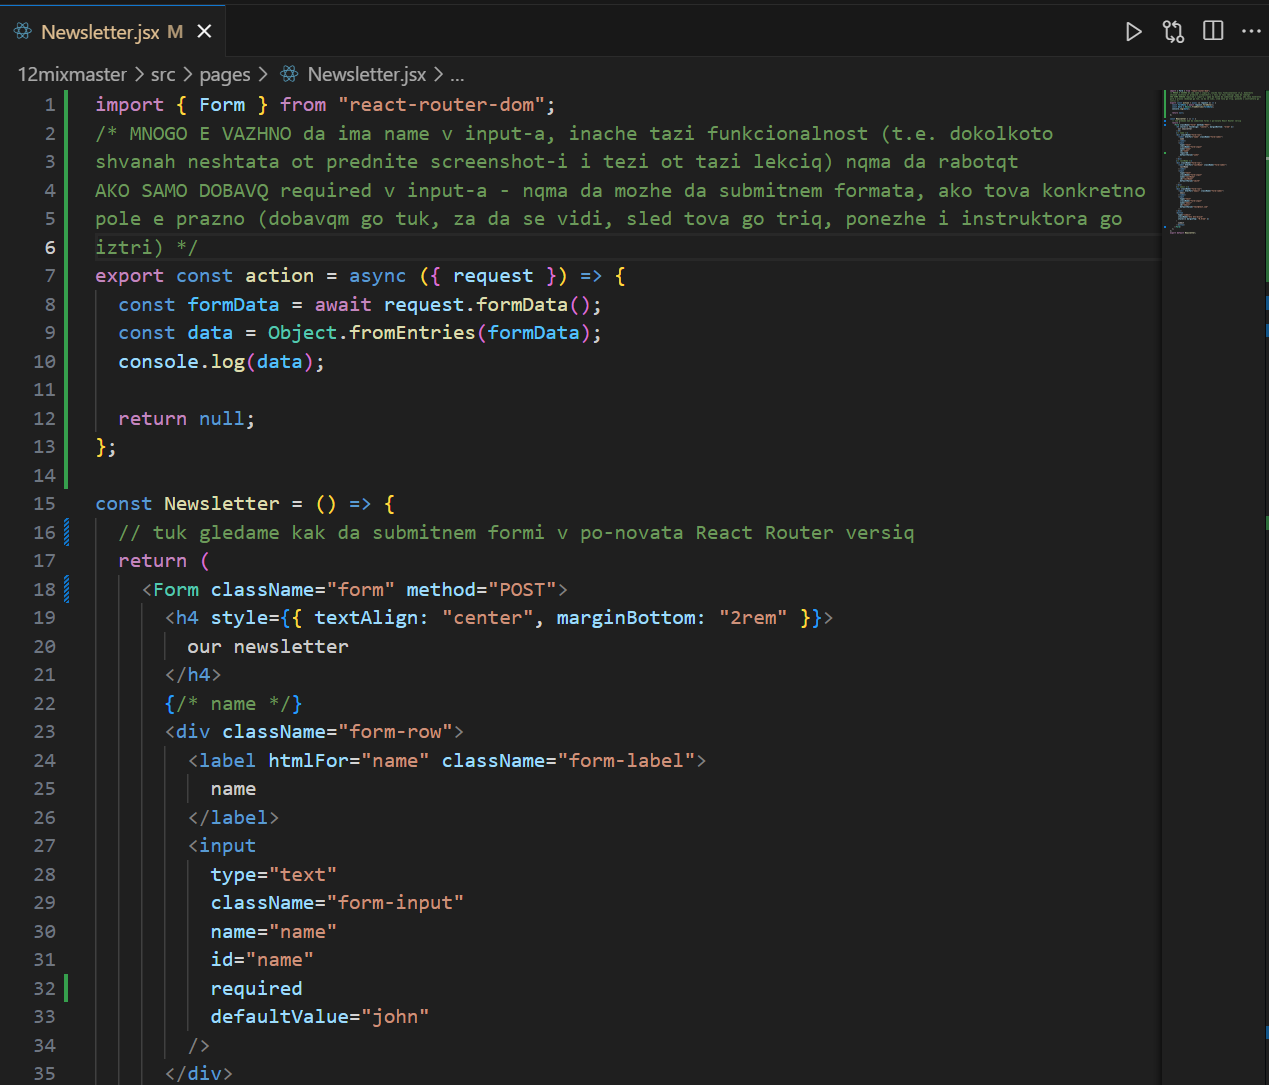 Newsletter.jsx M
12mixmaster > src > pages > Newsletter.jsx > ...
1 import { Form } from "react-router-dom";
2 /* MNOGO E VAZHNO da ima name v input-a, inache tazi funkcionalnost (t.e. dokolkoto
3 shvanah neshtata ot prednite screenshot-i i tezi ot tazi lekciq) nqma da rabotqt
4 AKO SAMO DOBAVQ required v input-a - nqma da mozhe da submitnem formata, ako tova konkretno
5 pole e prazno (dobavqm go tuk, za da se vidi, sled tova go triq, ponezhe i instruktora go
6 iztri) */
7 export const action = async ({ request }) => {
8 const formData = await request.formData();
9 const data = Object.fromEntries(formData);
10 console.log(data);
11
12 return null;
13 };
14
15 const Newsletter = () => {
16 // tuk gledame kak da submitnem formi v po-novata React Router versiq
17 return (
18 <Form className="form" method="POST">
19 <h4 style={{ textAlign: "center", marginBottom: "2rem" }}>
20 our newsletter
21 </h4>
22 {/* name */}
23 <div className="form-row">
24 <label htmlFor="name" className="form-label">
25 name
26 </label>
27 <input
28 type="text"
29 className="form-input"
30 name="name"
31 id="name"
32 required
33 defaultValue="john"
34 />
35 </div>